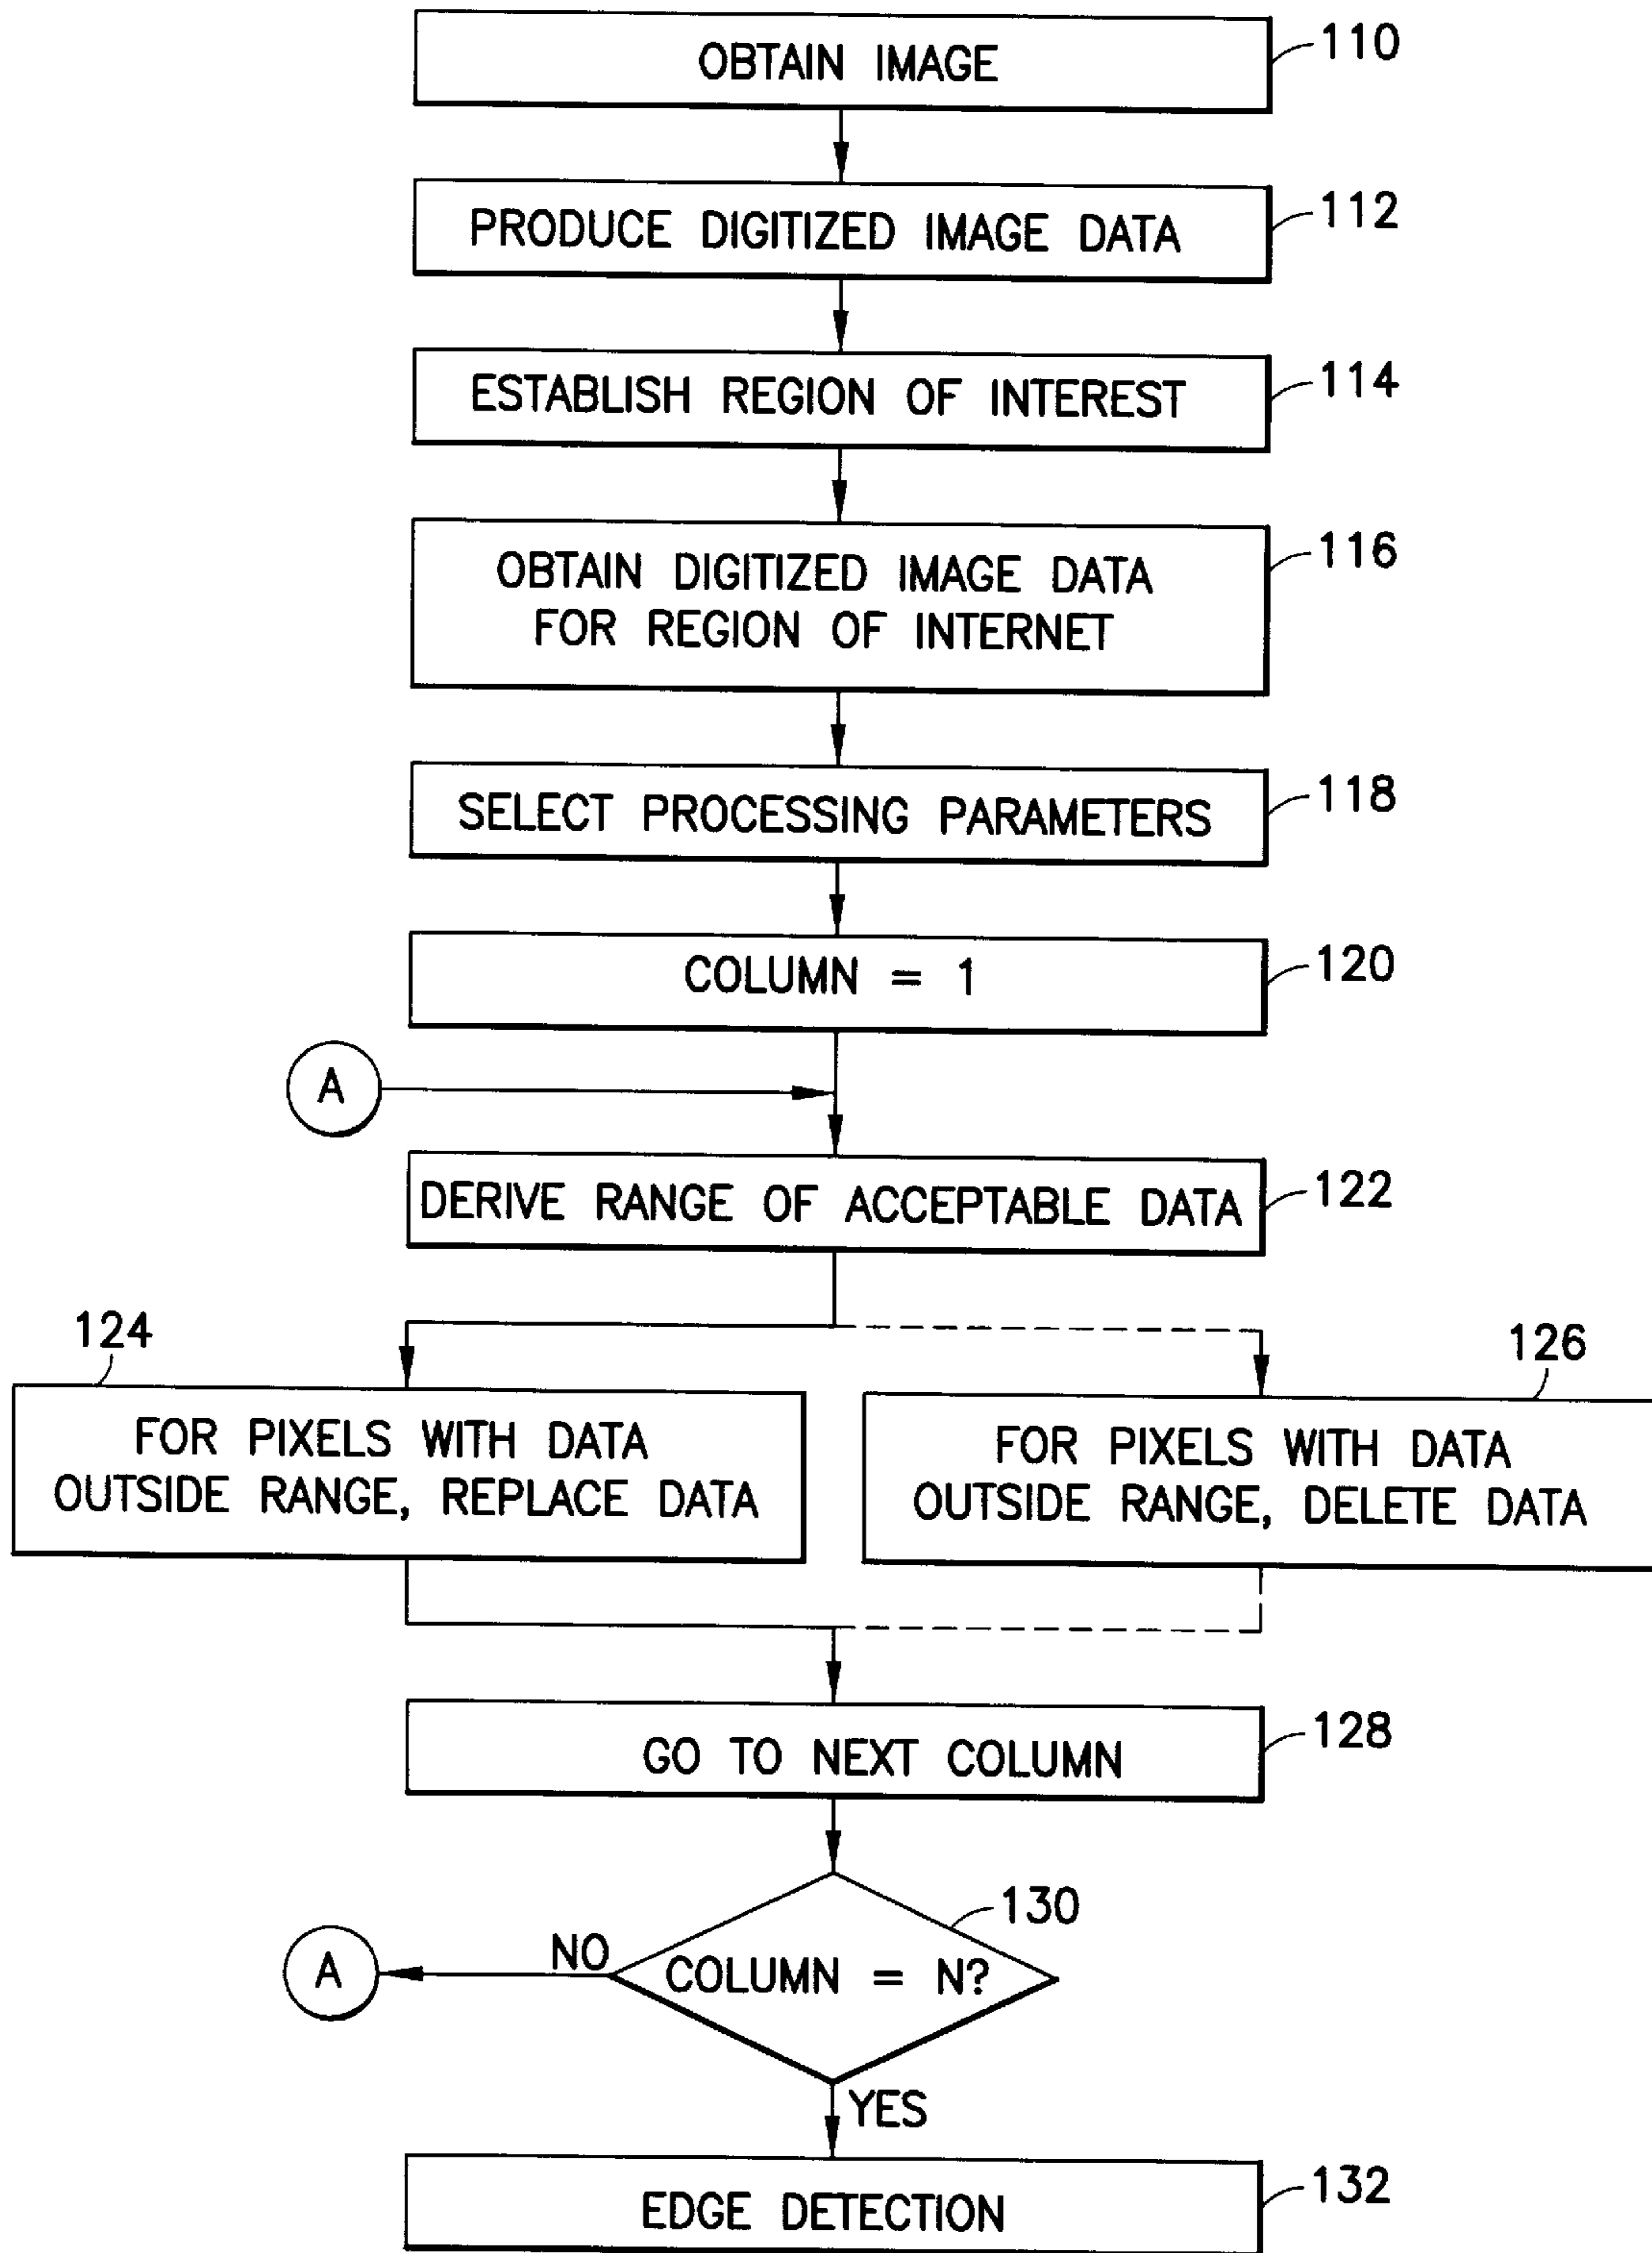 OBTAIN IMAGE
110
PRODUCE DIGITIZED IMAGE DATA
112
ESTABLISH REGION OF INTEREST
114
OBTAIN DIGITIZED IMAGE DATA
FOR REGION OF INTERNET
116
SELECT PROCESSING PARAMETERS
118
COLUMN = 1
120
A
DERIVE RANGE OF ACCEPTABLE DATA
122
124
FOR PIXELS WITH DATA
OUTSIDE RANGE, REPLACE DATA
126
FOR PIXELS WITH DATA
OUTSIDE RANGE, DELETE DATA
GO TO NEXT COLUMN
128
130
COLUMN = N?
NO
A
YES
EDGE DETECTION
132